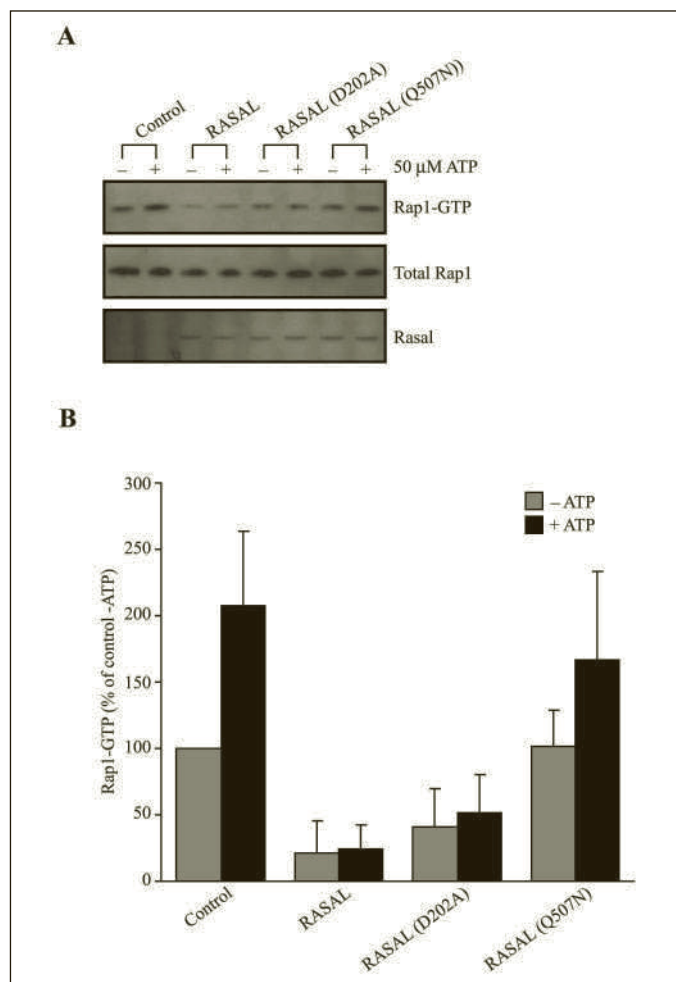 A
Control
RASAL
RASAL (D202A)
RASAL (Q507N))
– + – + – + – + 50 μM ATP
Rap1-GTP
Total Rap1
Rasal
B
300
250
200
150
100
50
0
Rap1-GTP (% of control -ATP)
– ATP
+ ATP
Control
RASAL
RASAL (D202A)
RASAL (Q507N)